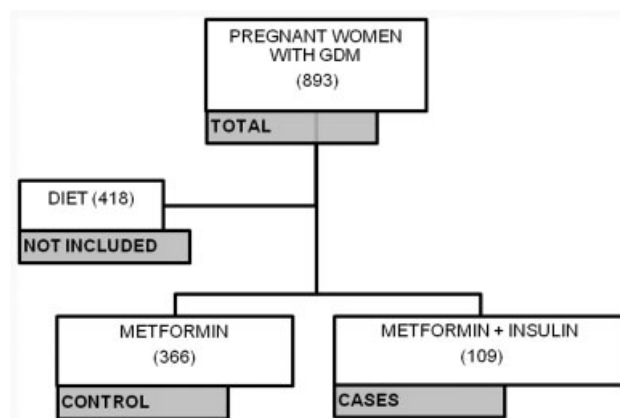 PREGNANT WOMEN
WITH GDM
(893)
TOTAL
DIET (418)
NOT INCLUDED
METFORMIN
(366)
CONTROL
METFORMIN + INSULIN
(109)
CASES